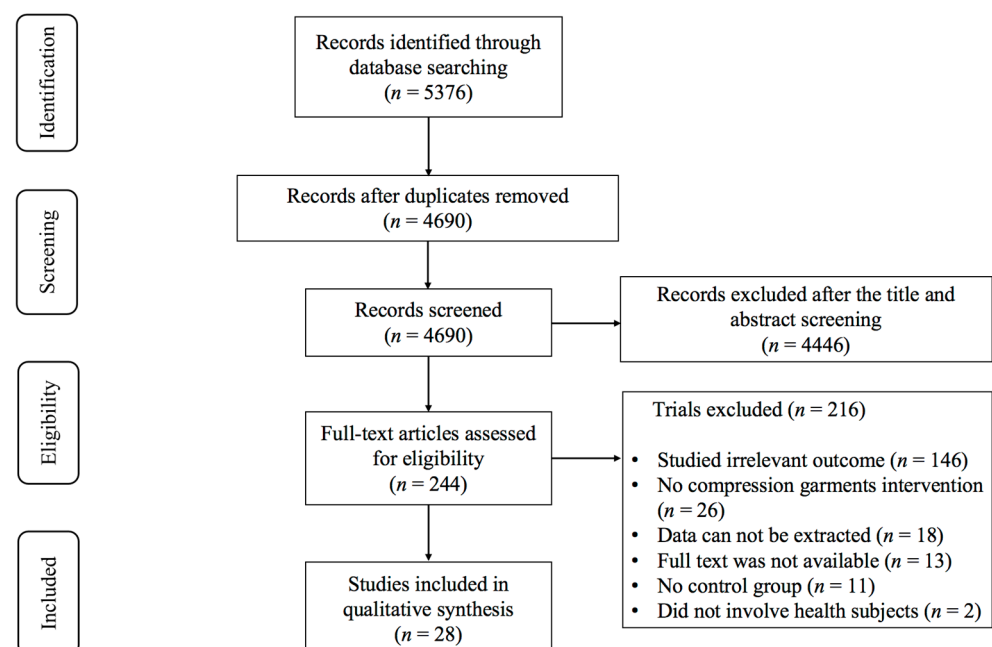 Identification
Records identified through
database searching
(n = 5376)
Records after duplicates removed
(n = 4690)
Screening
Records screened
(n = 4690)
Records excluded after the title and
abstract screening
(n = 4446)
Eligibility
Full-text articles assessed
for eligibility
(n = 244)
Trials excluded (n = 216)
• Studied irrelevant outcome (n = 146)
• No compression garments intervention
(n = 26)
• Data can not be extracted (n = 18)
• Full text was not available (n = 13)
• No control group (n = 11)
• Did not involve health subjects (n = 2)
Included
Studies included in
qualitative synthesis
(n = 28)